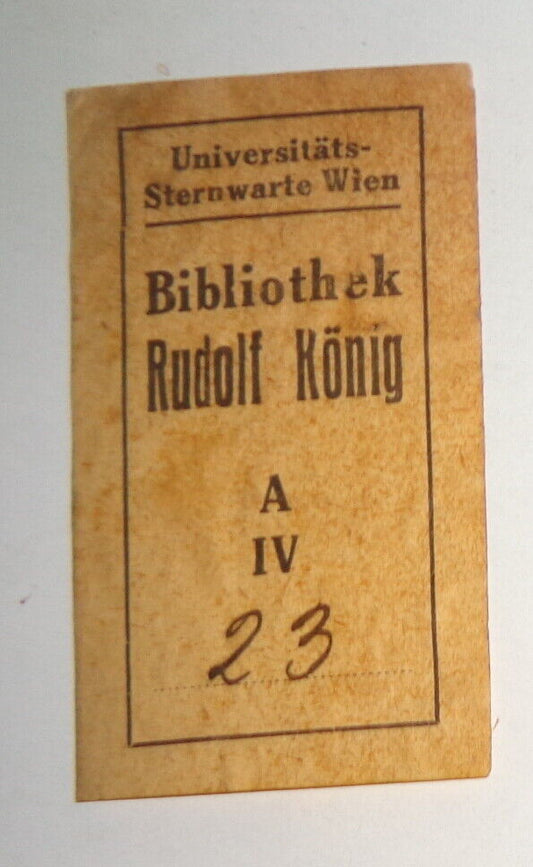 Universitäts-
Sternwarte Wien
Bibliothek
Rudolf König
A
IV
23